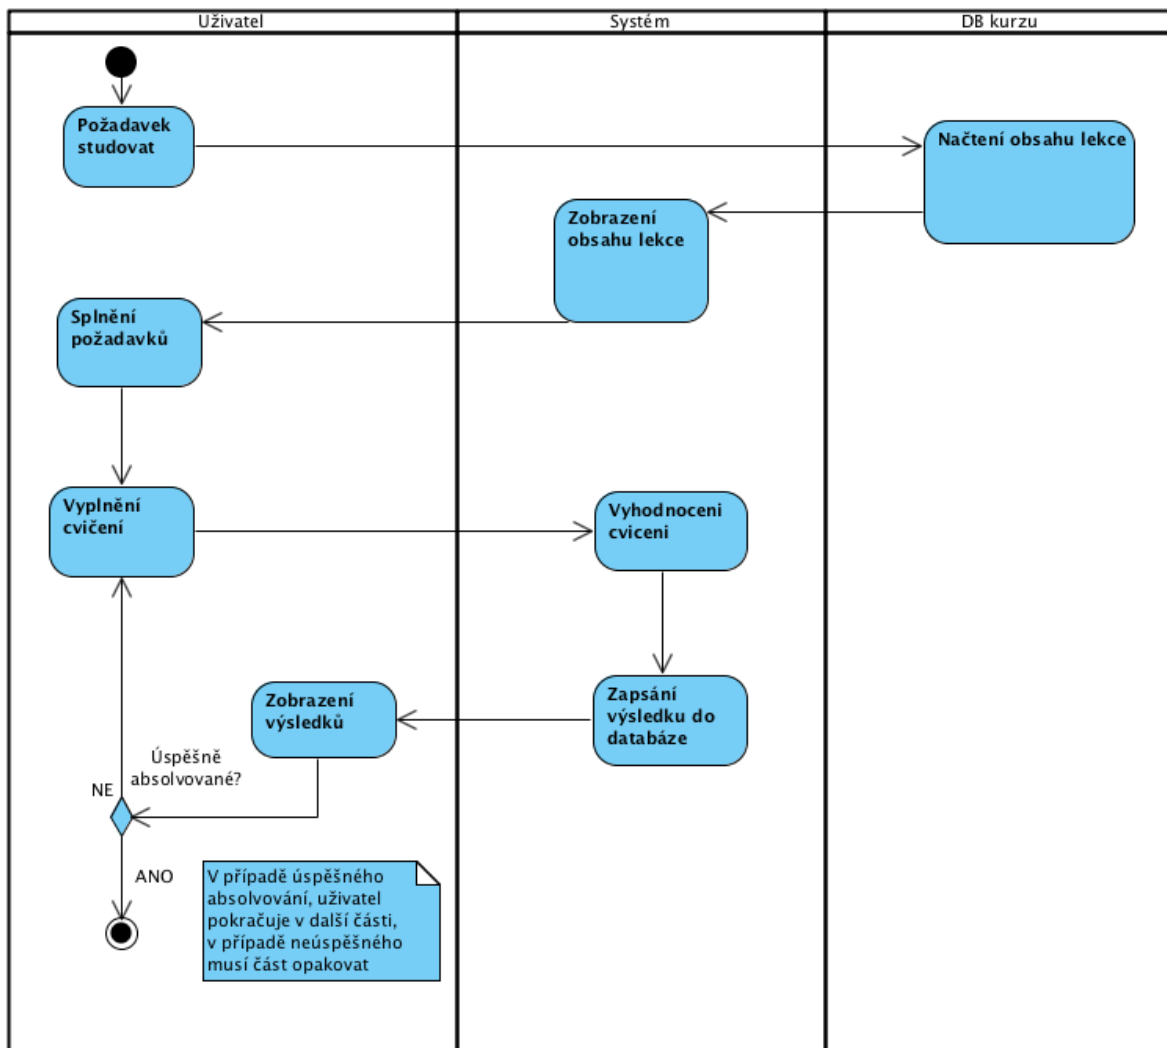 Uživatel
Systém
DB kurzu
Požadavek
studovat
Načtení obsahu lekce
Zobrazení
obsahu lekce
Splnění
požadavků
Vyplnění
cvičení
Vyhodnoceni
cviceni
Zobrazení
výsledků
Zapsání
výsledku do
databáze
Úspěšně
absolvované?
NE
ANO
V případě úspěšného
absolvování, uživatel
pokračuje v další části,
v případě neúspěšného
musí část opakovat